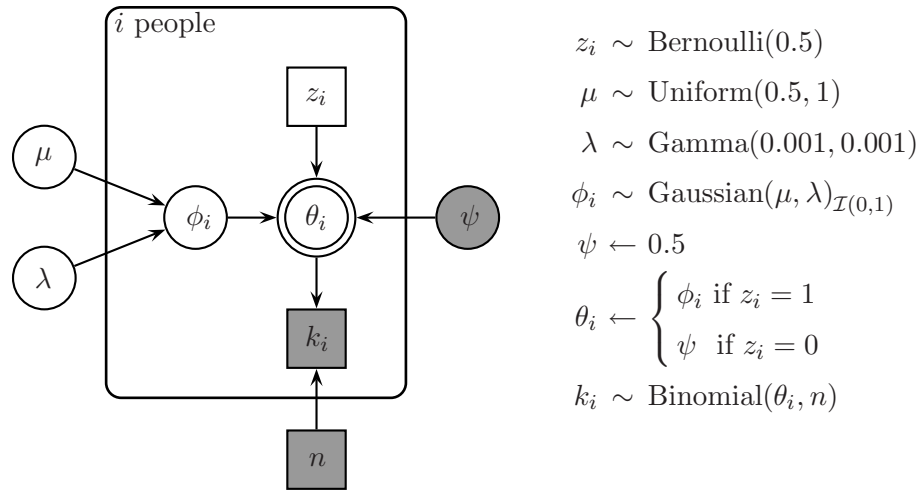 i people
z_i
μ
ϕ_i
θ_i
ψ
λ
k_i
n
z_i ∼ Bernoulli(0.5)
μ ∼ Uniform(0.5, 1)
λ ∼ Gamma(0.001, 0.001)
ϕ_i ∼ Gaussian(μ, λ)_{I(0,1)}
ψ ← 0.5
θ_i ← { ϕ_i if z_i = 1
ψ if z_i = 0
k_i ∼ Binomial(θ_i, n)